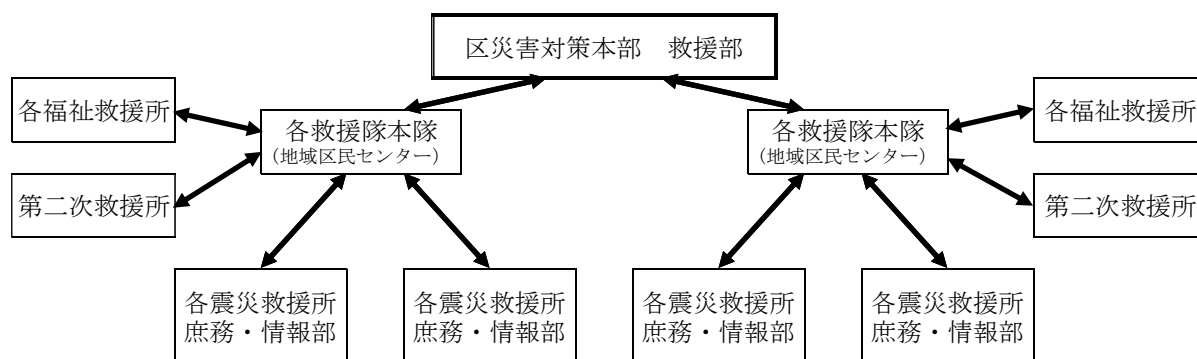 区災害対策本部　救援部
各福祉救援所
各救援隊本隊
(地域区民センター)
各救援隊本隊
(地域区民センター)
各福祉救援所
第二次救援所
第二次救援所
各震災救援所
庶務・情報部
各震災救援所
庶務・情報部
各震災救援所
庶務・情報部
各震災救援所
庶務・情報部